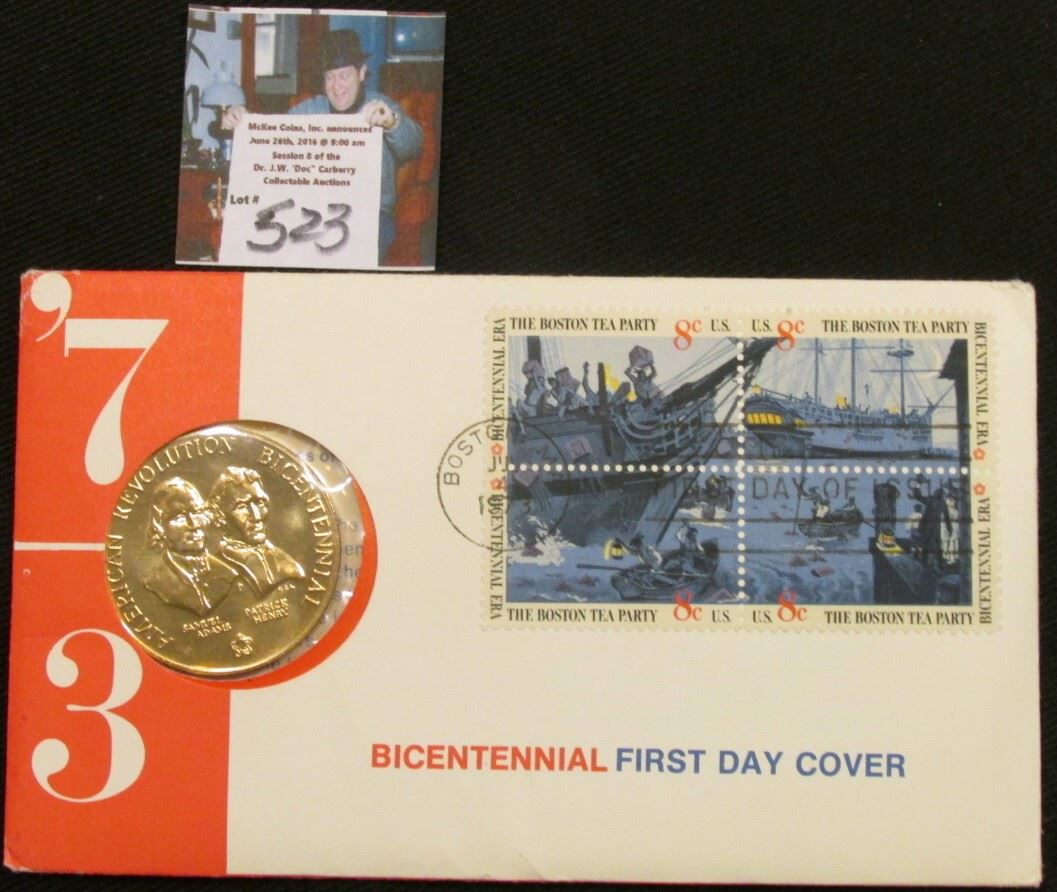 McKee Coins, Inc. announces
June 26th, 2016 @ 9:00 am
Session 8 of the
Dr. J.W. "Doc" Carberry
Collectable Auctions
Lot #
523
'7
3
AMERICAN REVOLUTION BICENTENNIAL
SAMUEL
ADAMS
PATRICK
HENRY
THE BOSTON TEA PARTY 8c U.S.
BICENTENNIAL ERA
U.S. 8c THE BOSTON TEA PARTY
BICENTENNIAL ERA
BOSTON
1973
FIRST DAY OF ISSUE
BICENTENNIAL ERA
THE BOSTON TEA PARTY 8c U.S.
U.S. 8c THE BOSTON TEA PARTY
BICENTENNIAL ERA
BICENTENNIAL FIRST DAY COVER